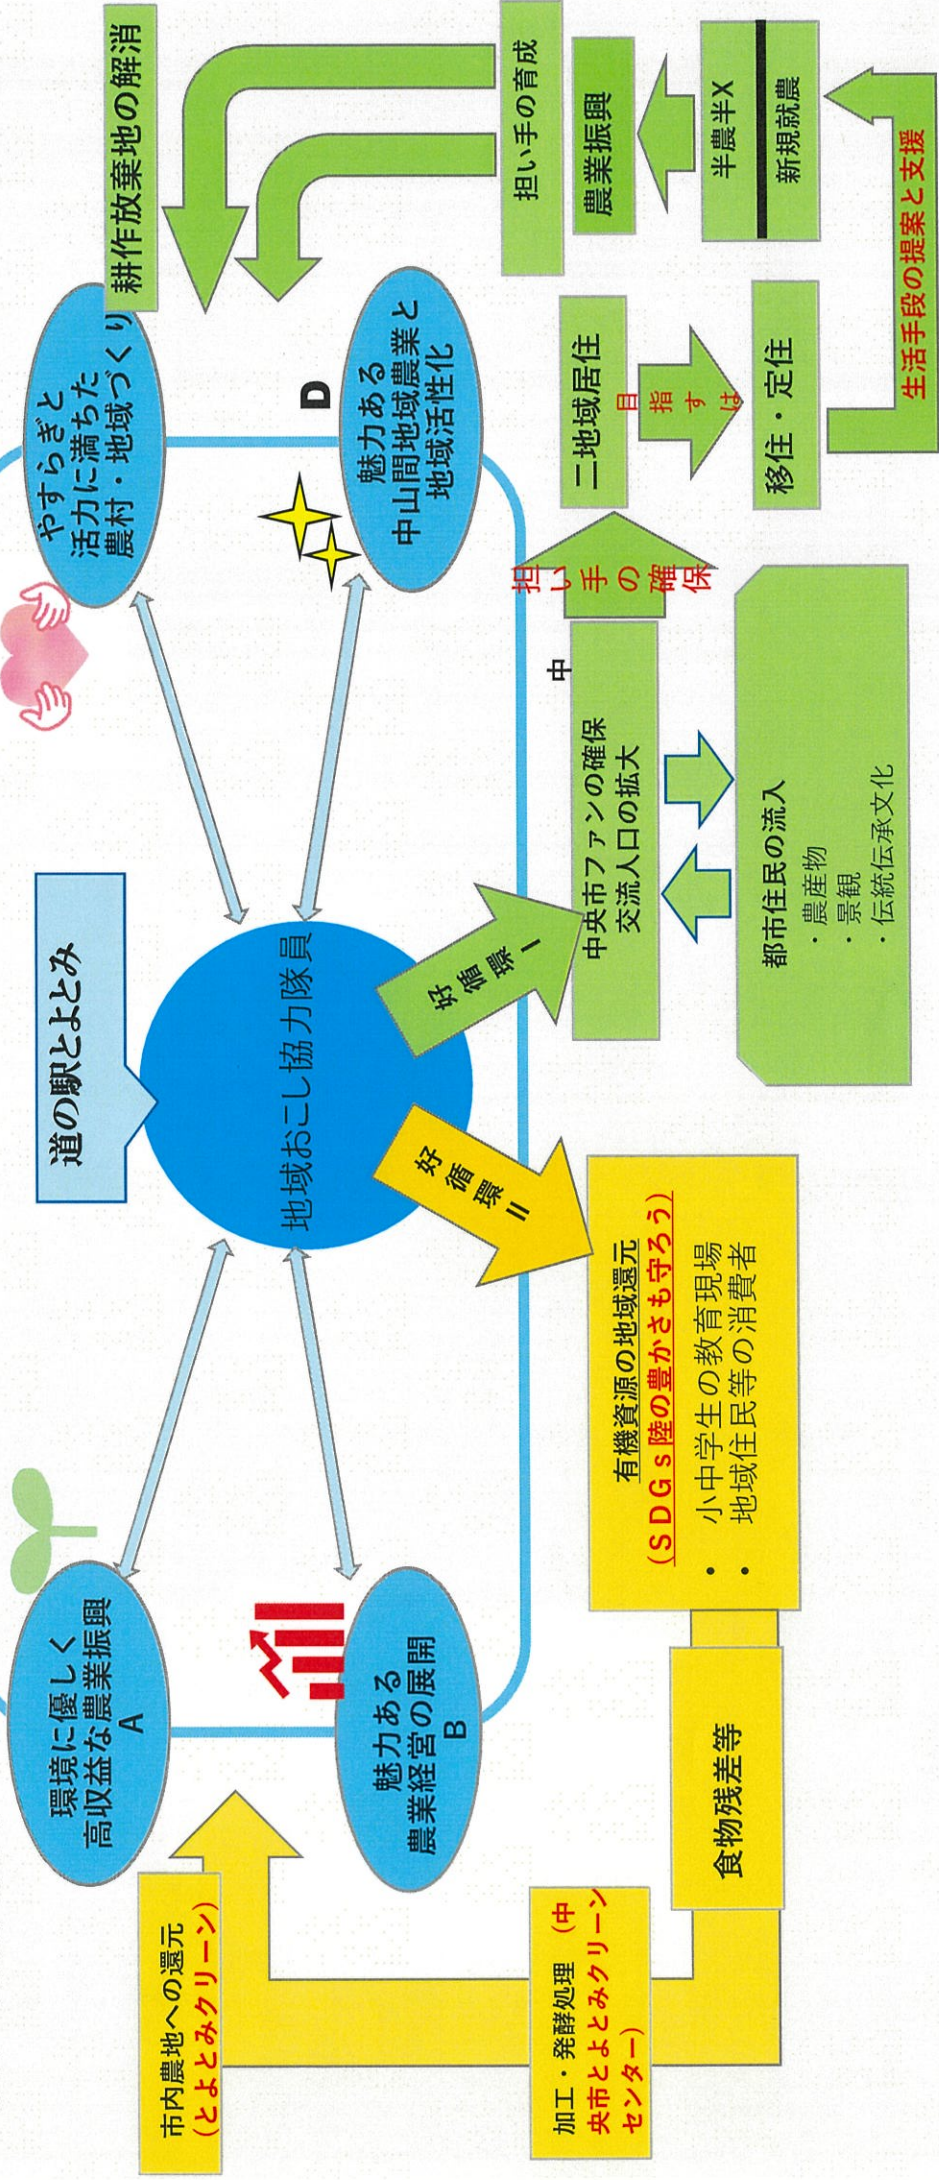 道の駅とよとみ
地域おこし協力隊員
環境に優しく
高収益な農業振興
A
魅力ある
農業経営の展開
B
やすらぎと
活力に満ちた
農村・地域づくり
D
魅力ある
中山間地域農業と
地域活性化
耕作放棄地の解消
市内農地への還元
(とよとみクリーン)
加工・発酵処理 (中
央市とよとみクリーン
センター)
食物残差等
好循環II
有機資源の地域還元
(SDGs陸の豊かさも守ろう)
・ 小中学生の教育現場
・ 地域住民等の消費者
好循環I
中
中央市ファンの確保
交流人口の拡大
都市住民の流入
・農産物
・景観
・伝統伝承文化
担い手の確保
二地域居住
目指すは
移住・定住
生活手段の提案と支援
半農半X
新規就農
農業振興
担い手の育成